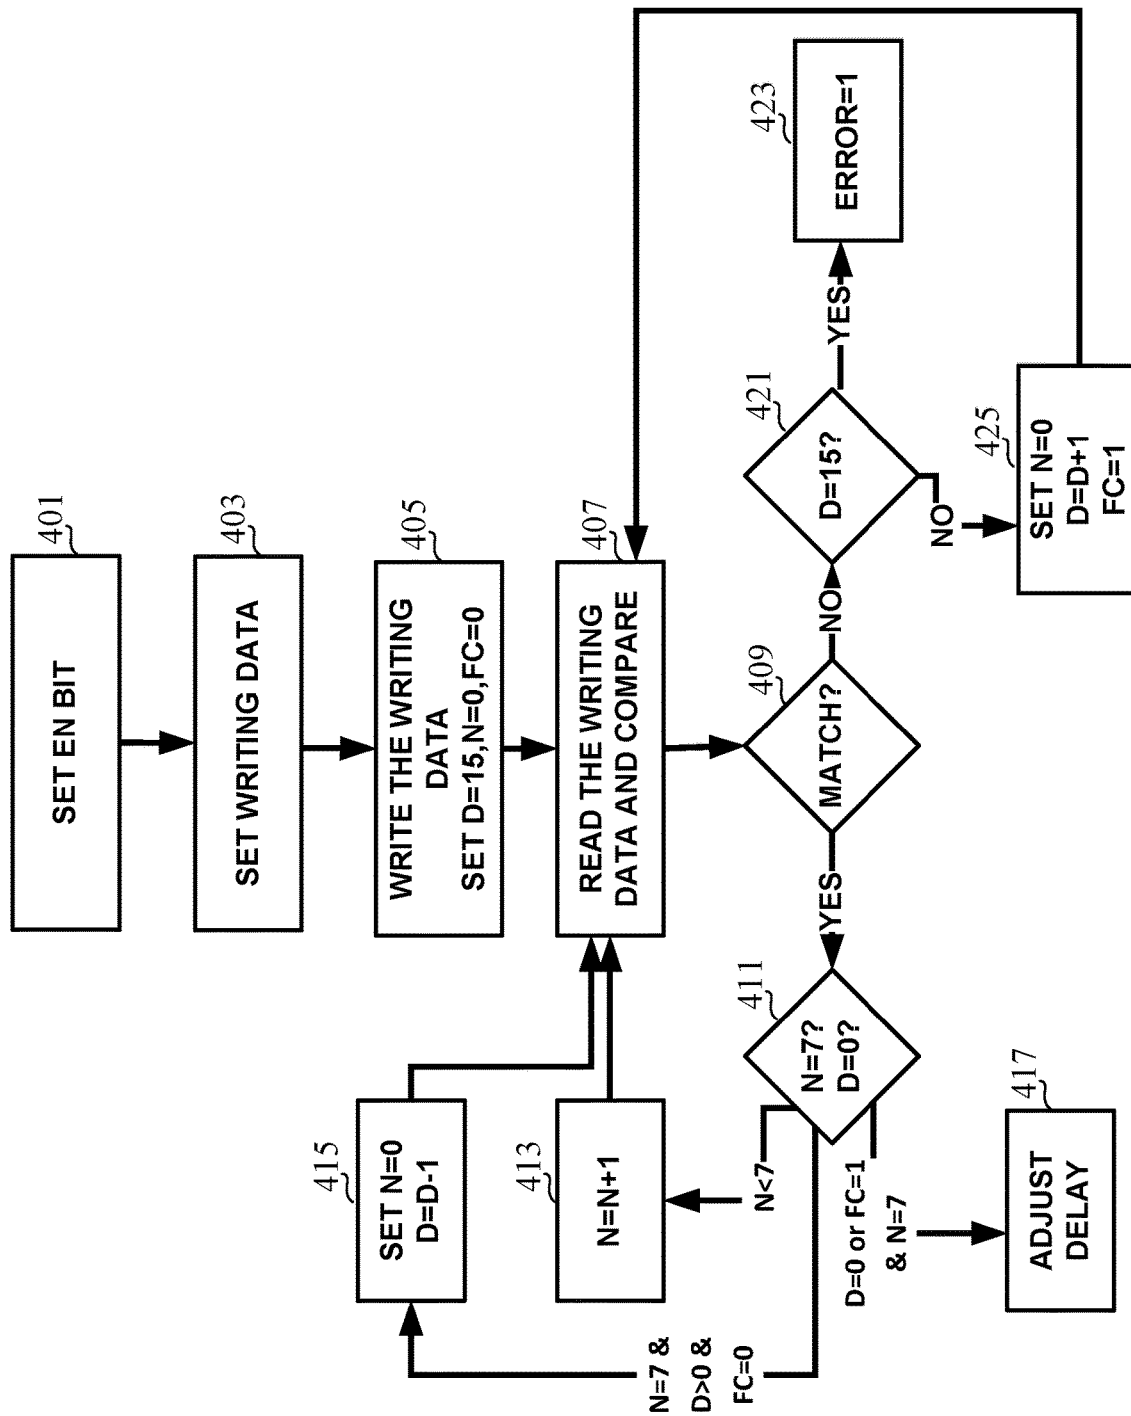 401
SET EN BIT
403
SET WRITING DATA
405
WRITE THE WRITING
DATA
SET D=15,N=0,FC=0
407
READ THE WRITING
DATA AND COMPARE
409
MATCH?
YES
NO
411
N=7?
D=0?
N<7
413
N=N+1
N=7 &
D>0 &
FC=0
415
SET N=0
D=D-1
D=0 or FC=1
& N=7
417
ADJUST
DELAY
421
D=15?
YES
423
ERROR=1
NO
425
SET N=0
D=D+1
FC=1